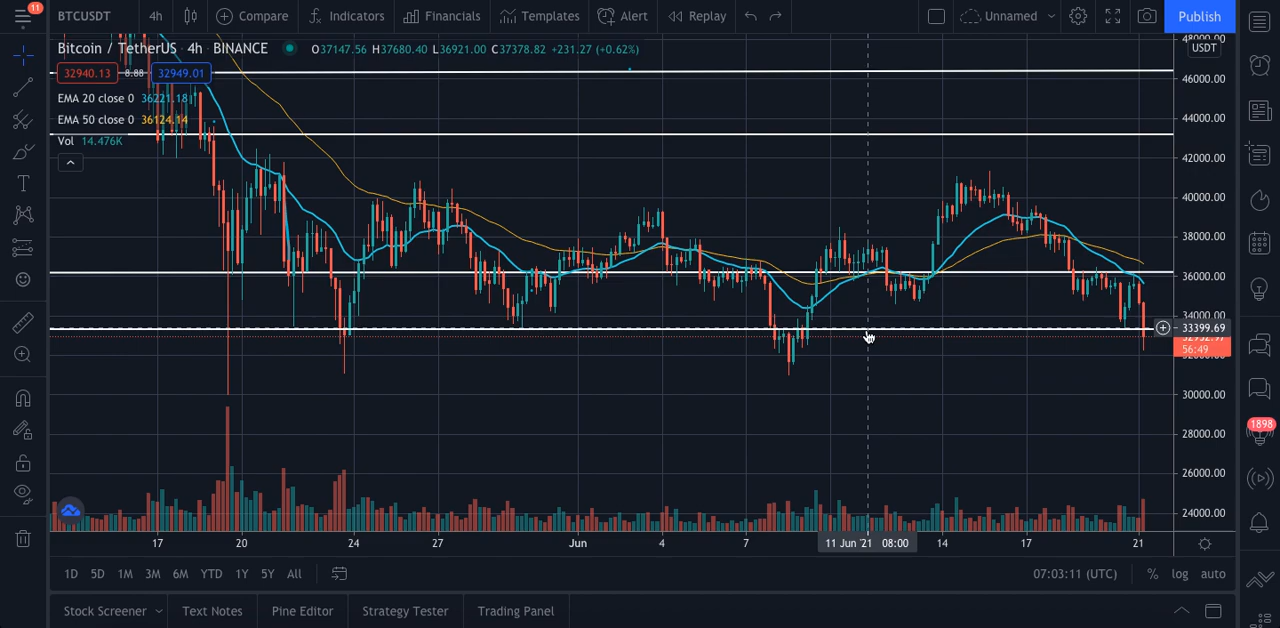 11
BTCUSDT 4h Compare Indicators Financials Templates Alert Replay Unnamed Publish
Bitcoin / TetherUS · 4h · BINANCE O37147.56 H37680.40 L36921.00 C37378.82 +231.27 (+0.62%)
USDT
32940.13 8.88 32949.01
EMA 20 close 0 36221.18
EMA 50 close 0 36124.14
Vol 14.476K
48000.00
46000.00
44000.00
42000.00
40000.00
38000.00
36000.00
34000.00
33399.69
56:49
32000.00
30000.00
28000.00
26000.00
24000.00
1898
17 20 24 27 Jun 4 7 11 Jun '21 08:00 14 17 21
1D 5D 1M 3M 6M YTD 1Y 5Y All 07:03:11 (UTC) % log auto
Stock Screener Text Notes Pine Editor Strategy Tester Trading Panel